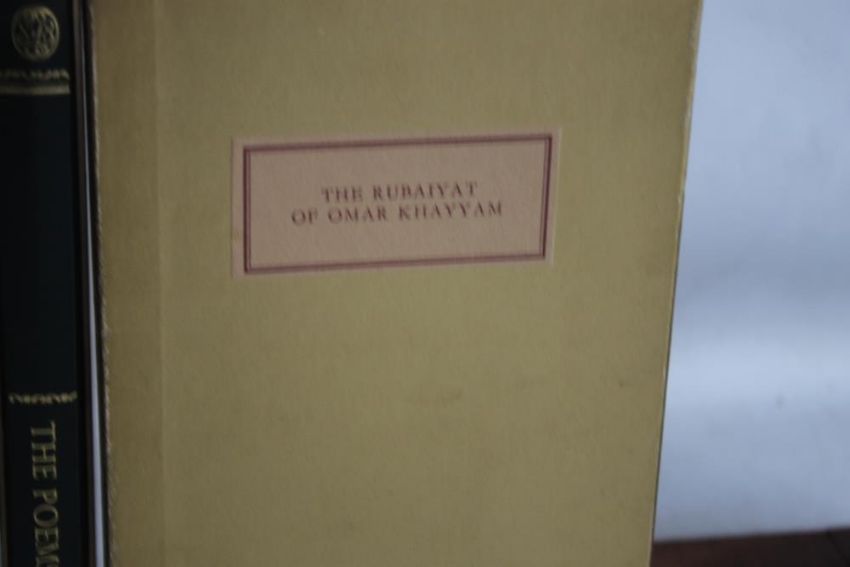 THE RUBAIYAT
OF OMAR KHAYYAM
THE POEMS